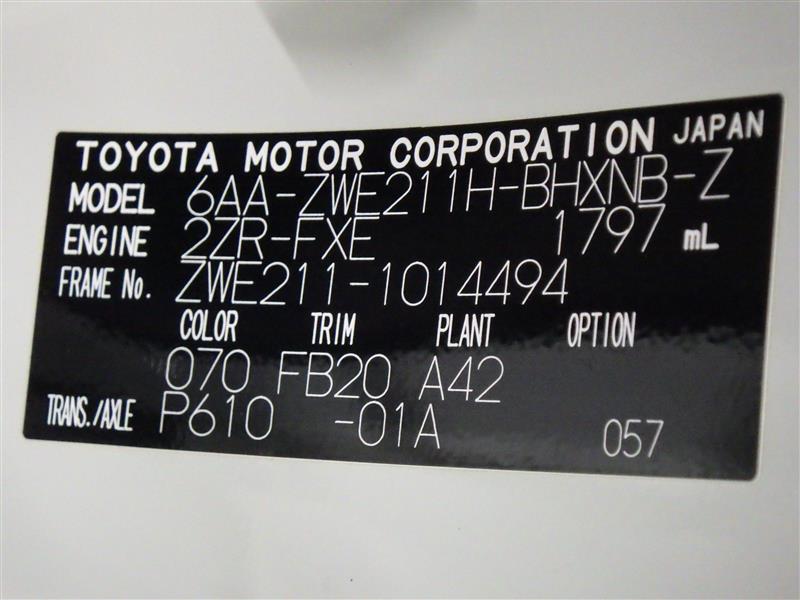 TOYOTA MOTOR CORPORATION JAPAN
MODEL 6AA-ZWE211H-BHXNB-Z
ENGINE 2ZR-FXE 1797 mL
FRAME No. ZWE211-1014494
COLOR TRIM PLANT OPTION
070 FB20 A42
TRANS./AXLE P610 -01A 057